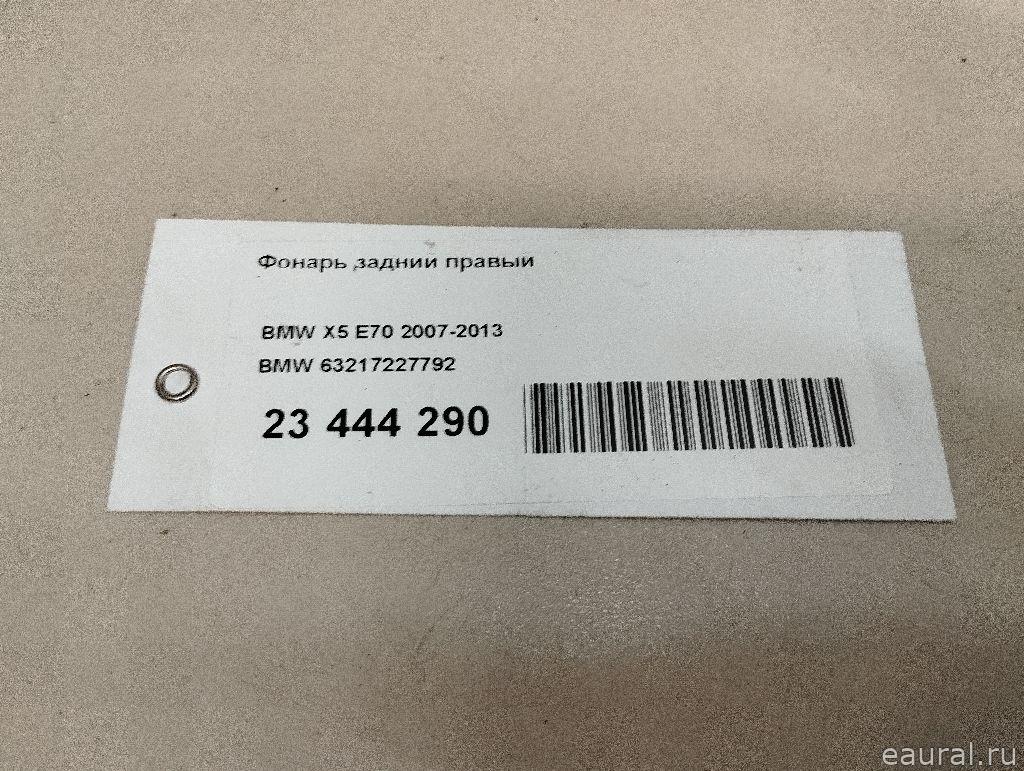 Фонарь задний правый
BMW X5 E70 2007-2013
BMW 63217227792
23 444 290
eaural.ru